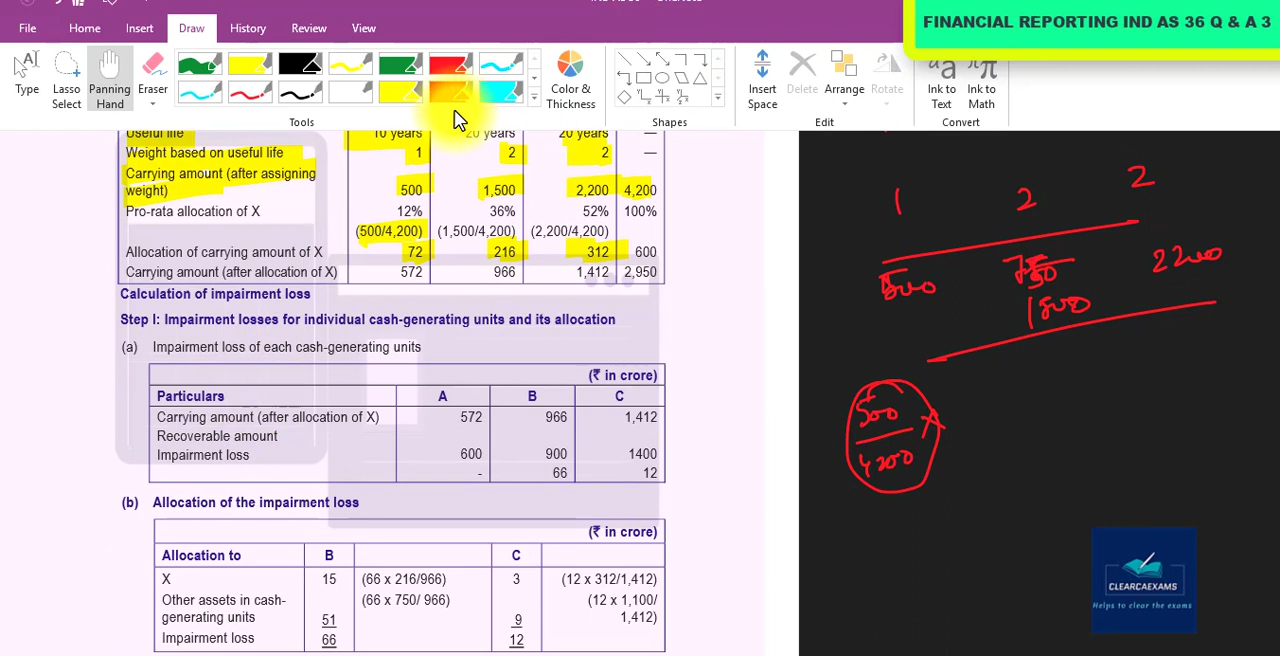 FINANCIAL REPORTING IND AS 36 Q & A 3
File Home Insert Draw History Review View
Type
Lasso Select
Panning Hand
Eraser
Color & Thickness
Insert Space
Delete
Arrange
Rotate
Ink to Text
Ink to Math
Tools
Shapes
Edit
Convert
Useful life 10 years 20 years 20 years —
Weight based on useful life 1 2 2 —
Carrying amount (after assigning
weight) 500 1,500 2,200 4,200
Pro-rata allocation of X 12% 36% 52% 100%
(500/4,200) (1,500/4,200) (2,200/4,200)
Allocation of carrying amount of X 72 216 312 600
Carrying amount (after allocation of X) 572 966 1,412 2,950
Calculation of impairment loss
Step I: Impairment losses for individual cash-generating units and its allocation
(a) Impairment loss of each cash-generating units
(₹ in crore)
Particulars A B C
Carrying amount (after allocation of X) 572 966 1,412
Recoverable amount
Impairment loss 600 900 1400
- 66 12
(b) Allocation of the impairment loss
(₹ in crore)
Allocation to B C
X 15 (66 x 216/966) 3 (12 x 312/1,412)
Other assets in cash- (66 x 750/ 966) (12 x 1,100/
generating units 51 9 1,412)
Impairment loss 66 12
1 2 2
500 750 2200
1500
500
4200
CLEARCAEXAMS
Helps to clear the exams